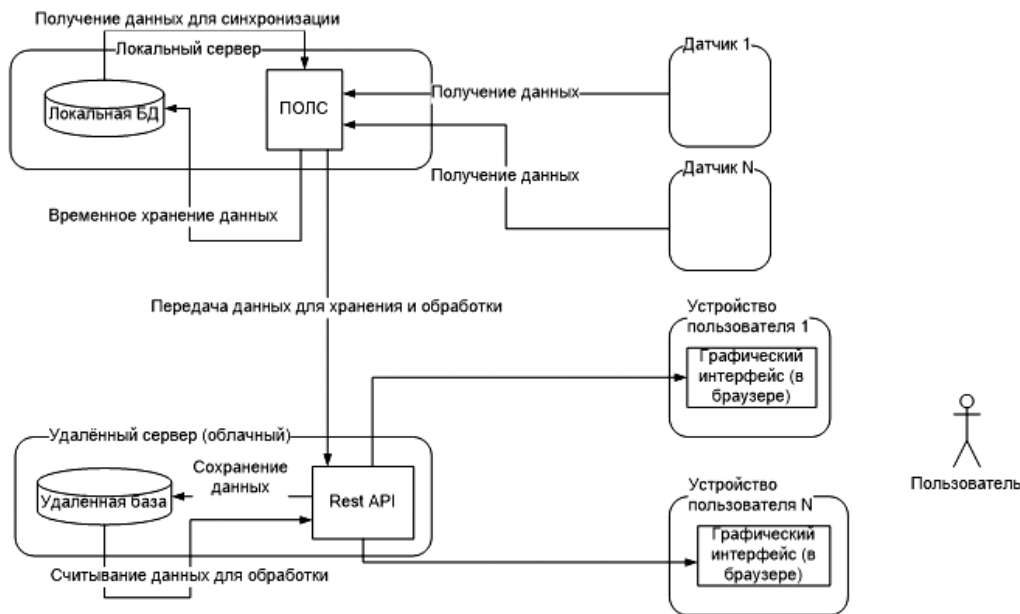 Получение данных для синхронизации
Локальный сервер
Локальная БД
ПОЛС
Получение данных
Датчик 1
Получение данных
Датчик N
Временное хранение данных
Передача данных для хранения и обработки
Устройство
пользователя 1
Графический
интерфейс (в
браузере)
Удалённый сервер (облачный)
Сохранение
данных
Удалённая база
Rest API
Считывание данных для обработки
Устройство
пользователя N
Графический
интерфейс (в
браузере)
Пользователь